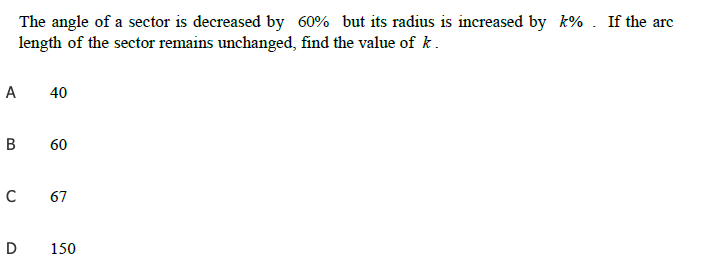 The angle of a sector is decreased by 60% but its radius is increased by k% . If the arc
length of the sector remains unchanged, find the value of k .
A 40
B 60
C 67
D 150